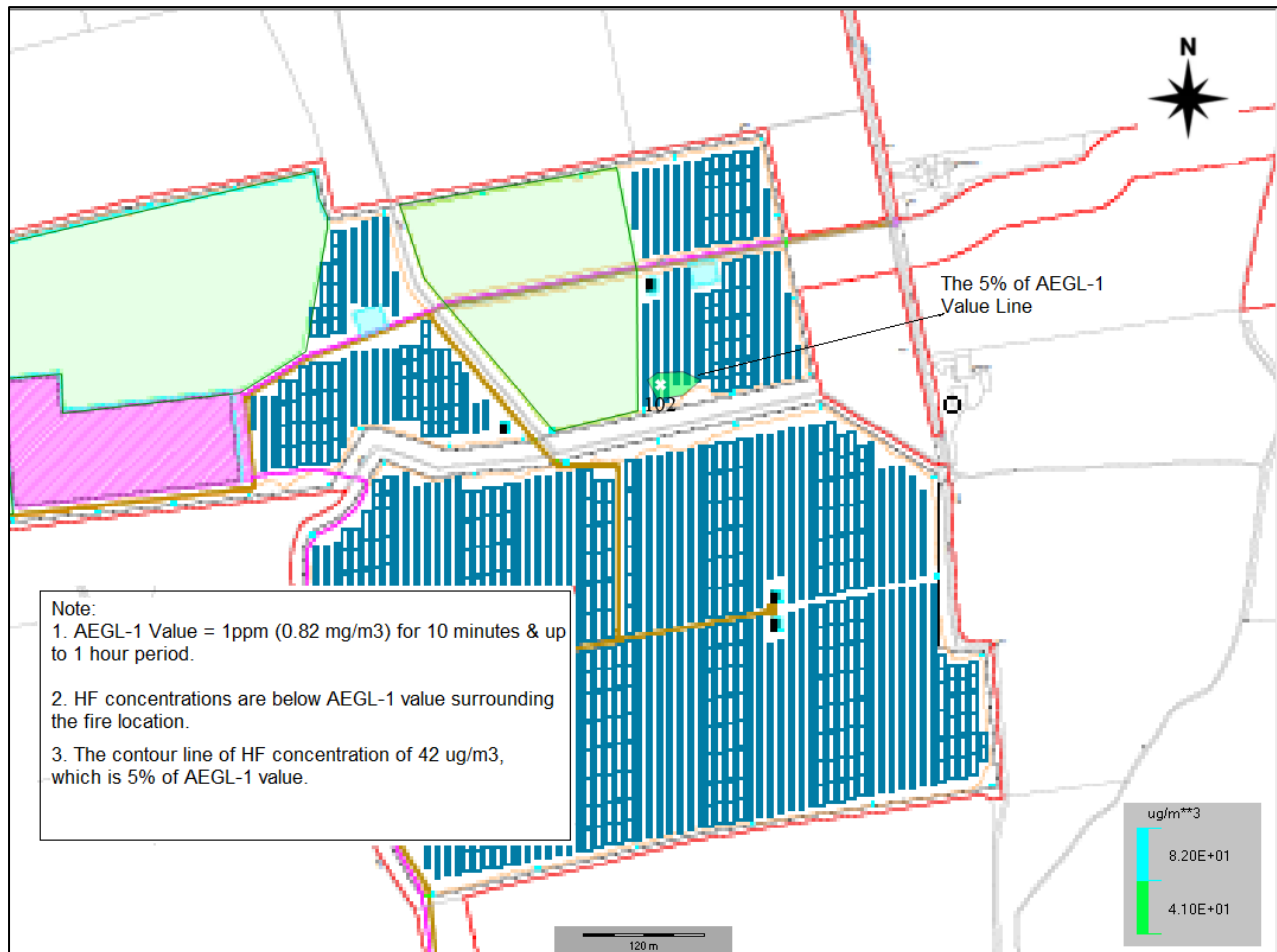 N
The 5% of AEGL-1
Value Line
102
Note:
1. AEGL-1 Value = 1ppm (0.82 mg/m3) for 10 minutes & up
to 1 hour period.
2. HF concentrations are below AEGL-1 value surrounding
the fire location.
3. The contour line of HF concentration of 42 ug/m3,
which is 5% of AEGL-1 value.
ug/m**3
8.20E+01
4.10E+01
120 m